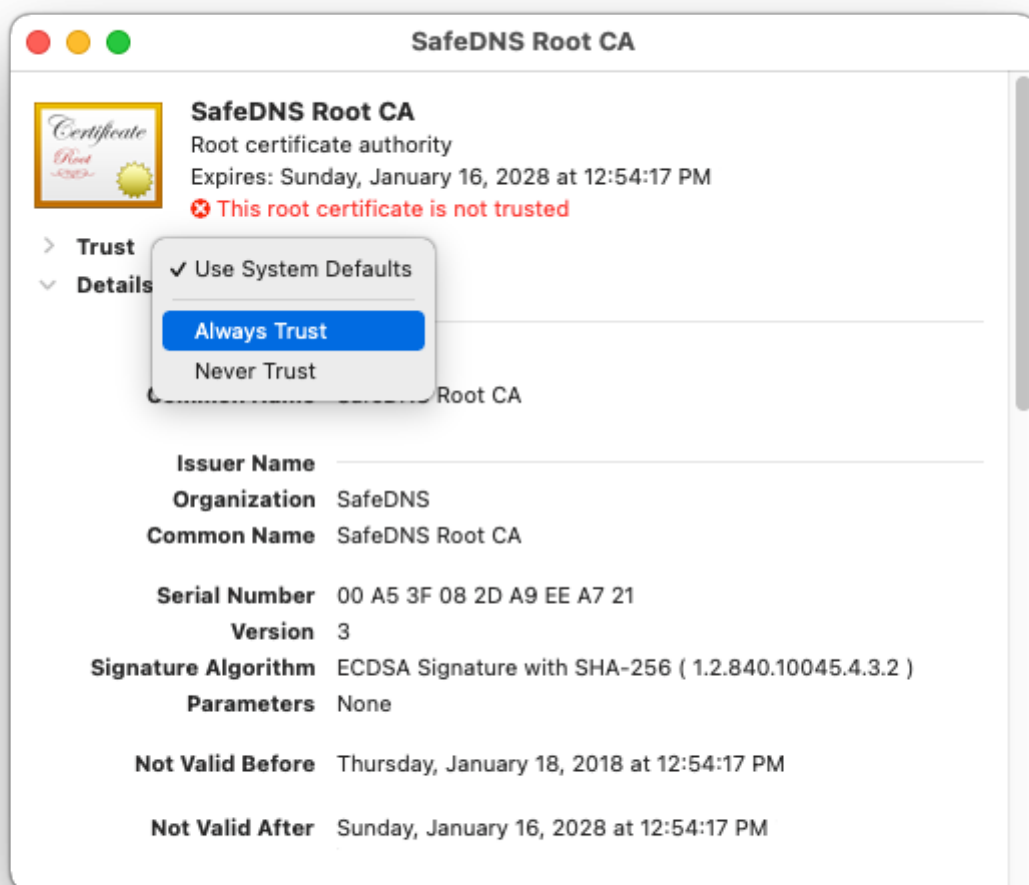 SafeDNS Root CA
Certificate
Root
SafeDNS Root CA
Root certificate authority
Expires: Sunday, January 16, 2028 at 12:54:17 PM
This root certificate is not trusted
Trust
Details
✓ Use System Defaults
Always Trust
Never Trust
Common Name SafeDNS Root CA
Issuer Name
Organization SafeDNS
Common Name SafeDNS Root CA
Serial Number 00 A5 3F 08 2D A9 EE A7 21
Version 3
Signature Algorithm ECDSA Signature with SHA-256 ( 1.2.840.10045.4.3.2 )
Parameters None
Not Valid Before Thursday, January 18, 2018 at 12:54:17 PM
Not Valid After Sunday, January 16, 2028 at 12:54:17 PM